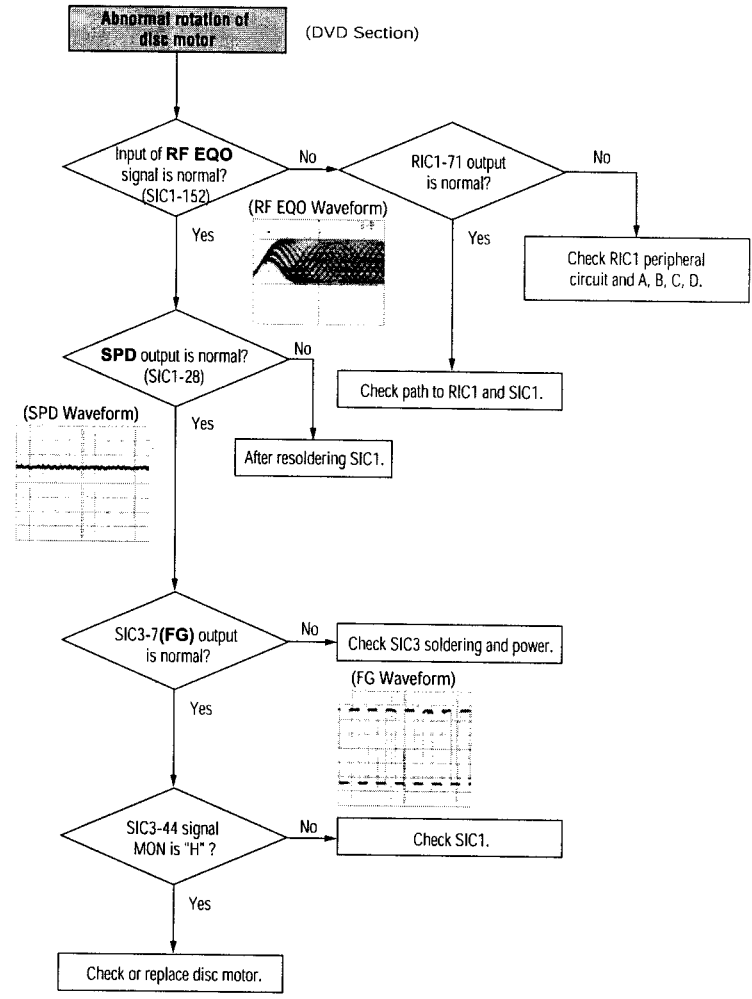 Abnormal rotation of
disc motor
(DVD Section)
Input of RF EQO
signal is normal?
(SIC1-152)
No
RIC1-71 output
is normal?
No
Yes
(RF EQO Waveform)
Yes
Check RIC1 peripheral
circuit and A, B, C, D.
SPD output is normal?
(SIC1-28)
No
Check path to RIC1 and SIC1.
(SPD Waveform)
Yes
After resoldering SIC1.
SIC3-7(FG) output
is normal?
No
Check SIC3 soldering and power.
(FG Waveform)
Yes
SIC3-44 signal
MON is "H" ?
No
Check SIC1.
Yes
Check or replace disc motor.